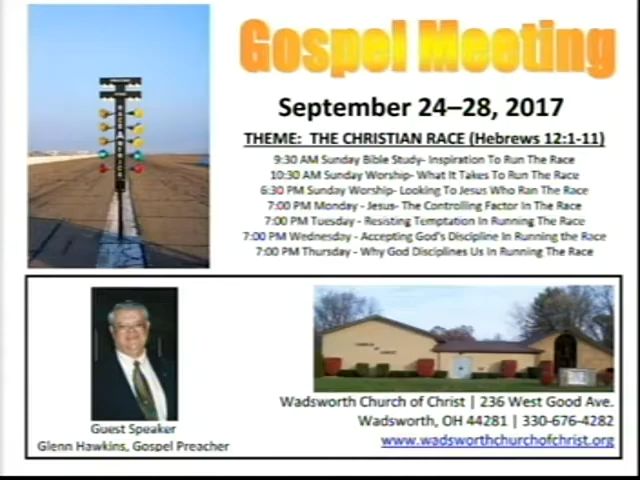 Gospel Meeting
September 24–28, 2017
THEME: THE CHRISTIAN RACE (Hebrews 12:1-11)
9:30 AM Sunday Bible Study- Inspiration To Run The Race
10:30 AM Sunday Worship- What It Takes To Run The Race
6:30 PM Sunday Worship- Looking To Jesus Who Ran The Race
7:00 PM Monday - Jesus- The Controlling Factor In The Race
7:00 PM Tuesday - Resisting Temptation In Running The Race
7:00 PM Wednesday - Accepting God's Discipline In Running the Race
7:00 PM Thursday - Why God Disciplines Us In Running The Race
Guest Speaker
Glenn Hawkins, Gospel Preacher
Wadsworth Church of Christ | 236 West Good Ave.
Wadsworth, OH 44281 | 330-676-4282
www.wadsworthchurchofchrist.org